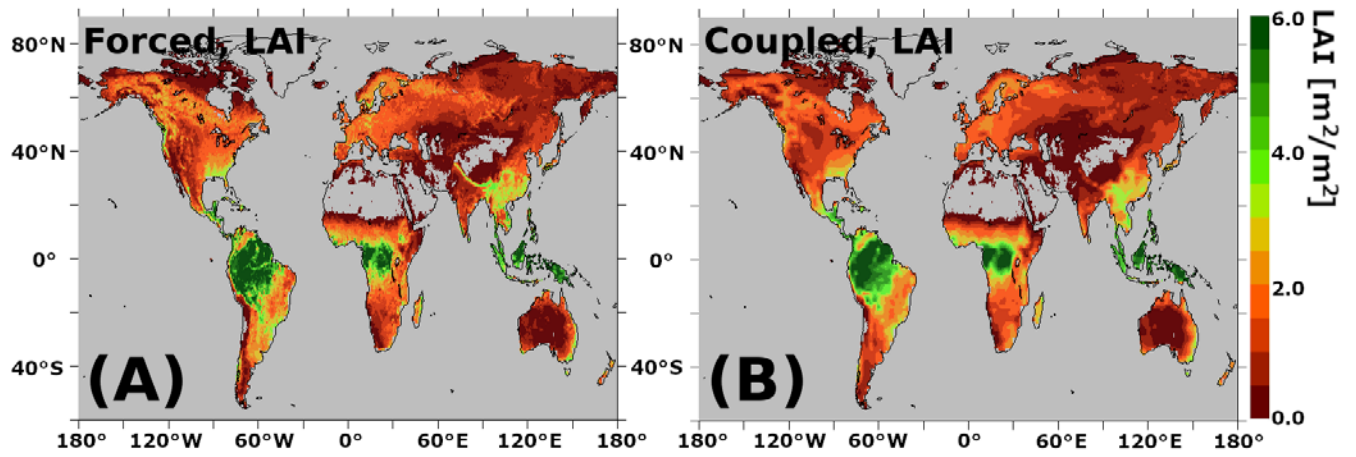 Forced, LAI
Coupled, LAI
(A)
(B)
80°N
40°N
0°
40°S
80°N
40°N
0°
40°S
180° 120°W 60°W 0° 60°E 120°E 180°
180° 120°W 60°W 0° 60°E 120°E 180°
6.0
4.0
2.0
0.0
LAI [m²/m²]